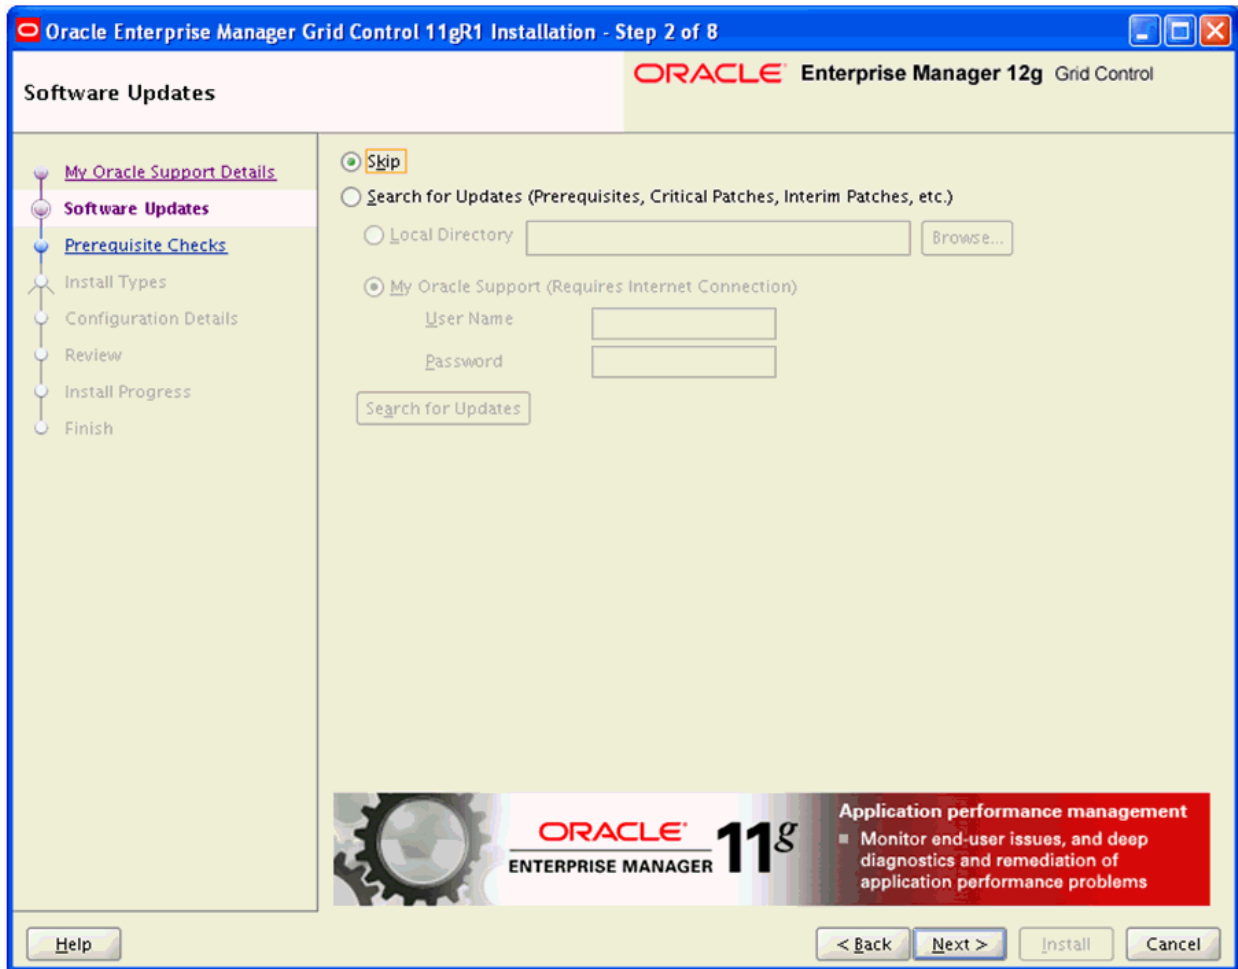 Oracle Enterprise Manager Grid Control 11gR1 Installation - Step 2 of 8
Software Updates
ORACLE Enterprise Manager 12g Grid Control
My Oracle Support Details
Software Updates
Prerequisite Checks
Install Types
Configuration Details
Review
Install Progress
Finish
Skip
Search for Updates (Prerequisites, Critical Patches, Interim Patches, etc.)
Local Directory
Browse...
My Oracle Support (Requires Internet Connection)
User Name
Password
Search for Updates
ORACLE
ENTERPRISE MANAGER 11g
Application performance management
Monitor end-user issues, and deep
diagnostics and remediation of
application performance problems
Help
< Back
Next >
Install
Cancel